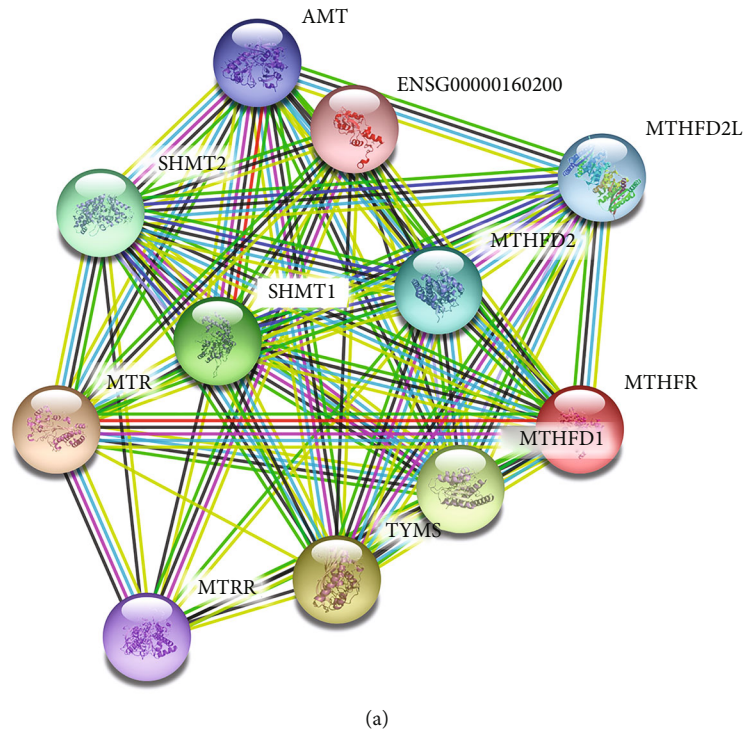 AMT
ENSG00000160200
MTHFD2L
SHMT2
MTHFD2
SHMT1
MTR
MTHFR
MTHFD1
TYMS
MTRR
(a)